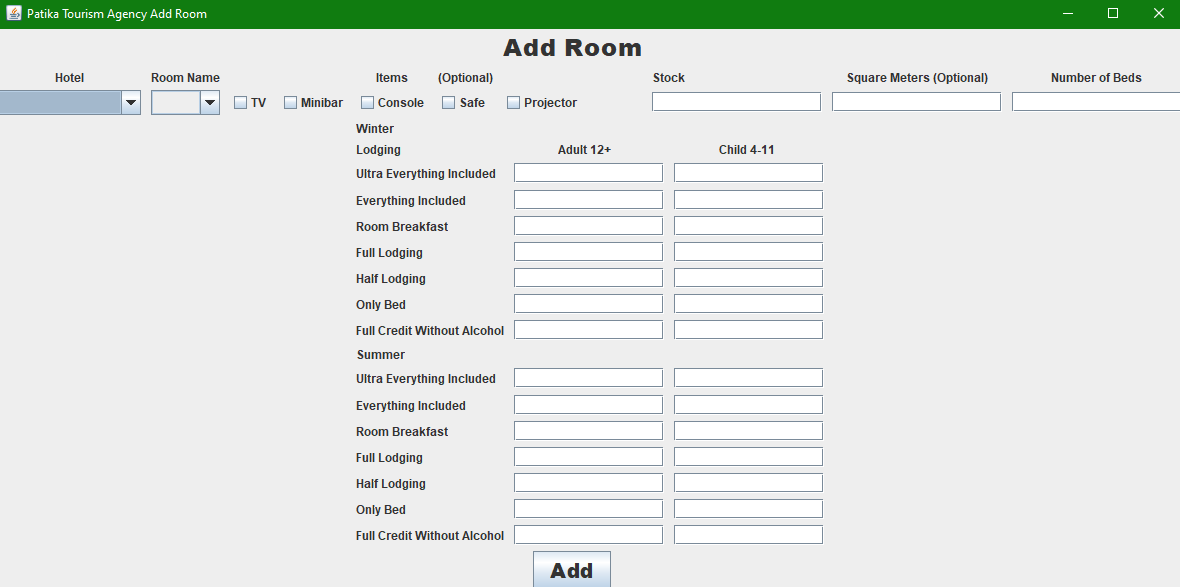 Patika Tourism Agency Add Room
Add Room
Hotel Room Name Items (Optional) Stock Square Meters (Optional) Number of Beds
TV Minibar Console Safe Projector
Winter
Lodging Adult 12+ Child 4-11
Ultra Everything Included
Everything Included
Room Breakfast
Full Lodging
Half Lodging
Only Bed
Full Credit Without Alcohol
Summer
Ultra Everything Included
Everything Included
Room Breakfast
Full Lodging
Half Lodging
Only Bed
Full Credit Without Alcohol
Add